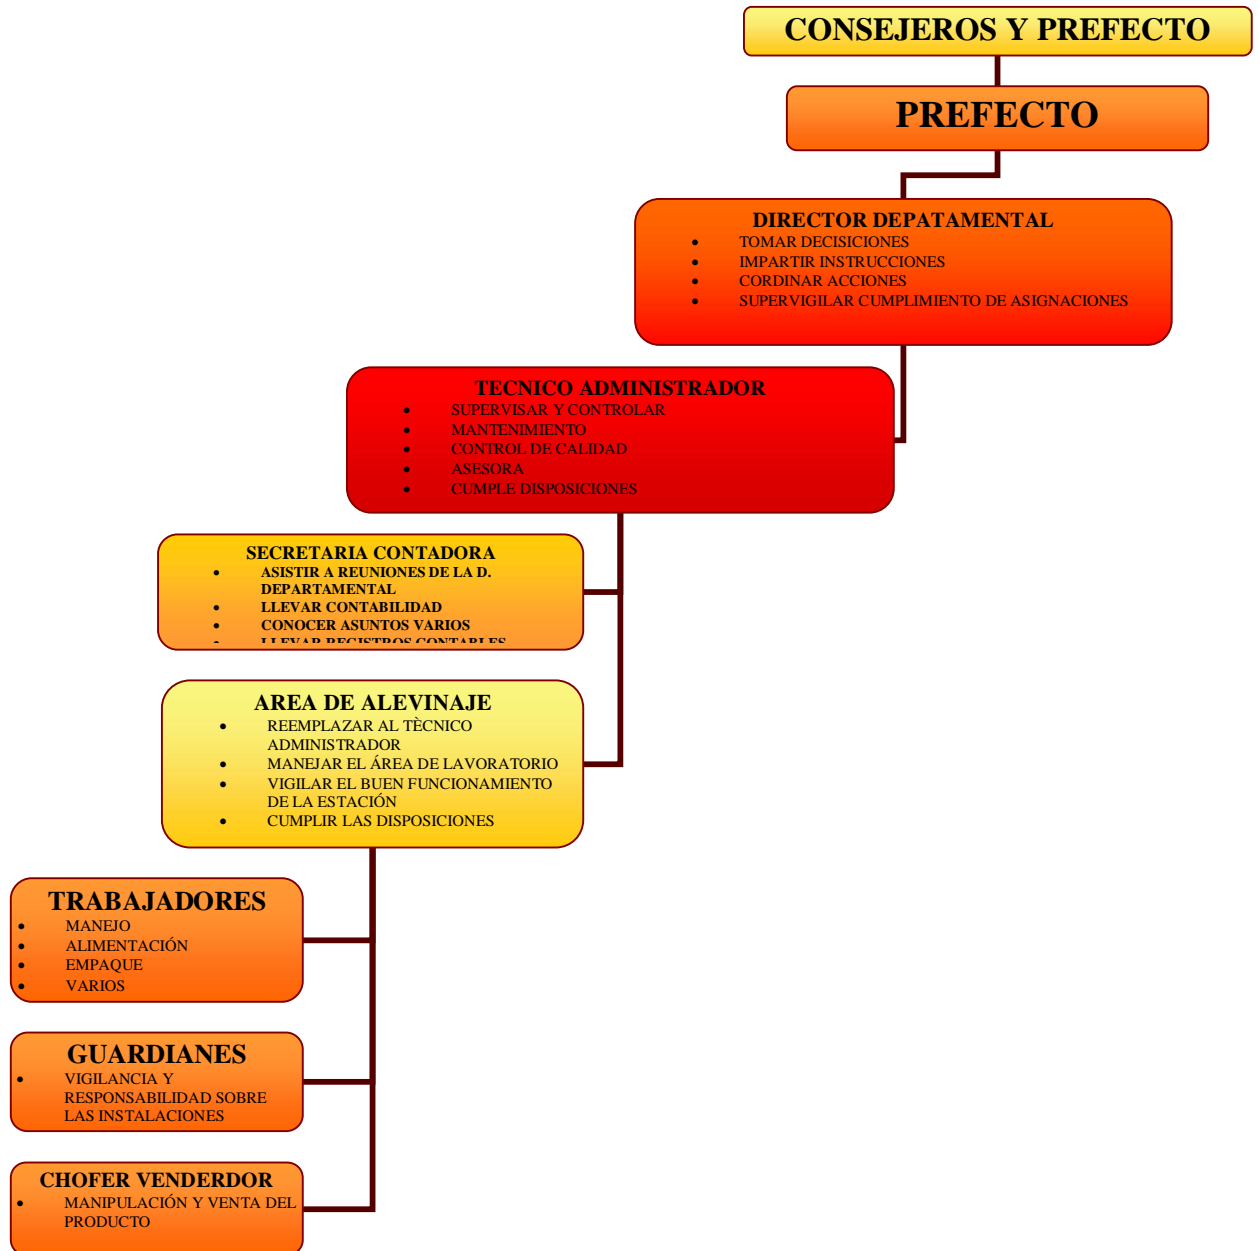 CONSEJEROS Y PREFECTO
PREFECTO
DIRECTOR DEPATAMENTAL
• TOMAR DECISICIONES
• IMPARTIR INSTRUCCIONES
• CORDINAR ACCIONES
• SUPERVIGILAR CUMPLIMIENTO DE ASIGNACIONES
TECNICO ADMINISTRADOR
• SUPERVISAR Y CONTROLAR
• MANTENIMIENTO
• CONTROL DE CALIDAD
• ASESORA
• CUMPLE DISPOSICIONES
SECRETARIA CONTADORA
• ASISTIR A REUNIONES DE LA D.
DEPARTAMENTAL
• LLEVAR CONTABILIDAD
• CONOCER ASUNTOS VARIOS
• LLEVAR REGISTROS CONTABLES
AREA DE ALEVINAJE
• REEMPLAZAR AL TÈCNICO
ADMINISTRADOR
• MANEJAR EL ÁREA DE LAVORATORIO
• VIGILAR EL BUEN FUNCIONAMIENTO
DE LA ESTACIÓN
• CUMPLIR LAS DISPOSICIONES
TRABAJADORES
• MANEJO
• ALIMENTACIÓN
• EMPAQUE
• VARIOS
GUARDIANES
• VIGILANCIA Y
RESPONSABILIDAD SOBRE
LAS INSTALACIONES
CHOFER VENDERDOR
• MANIPULACIÓN Y VENTA DEL
PRODUCTO